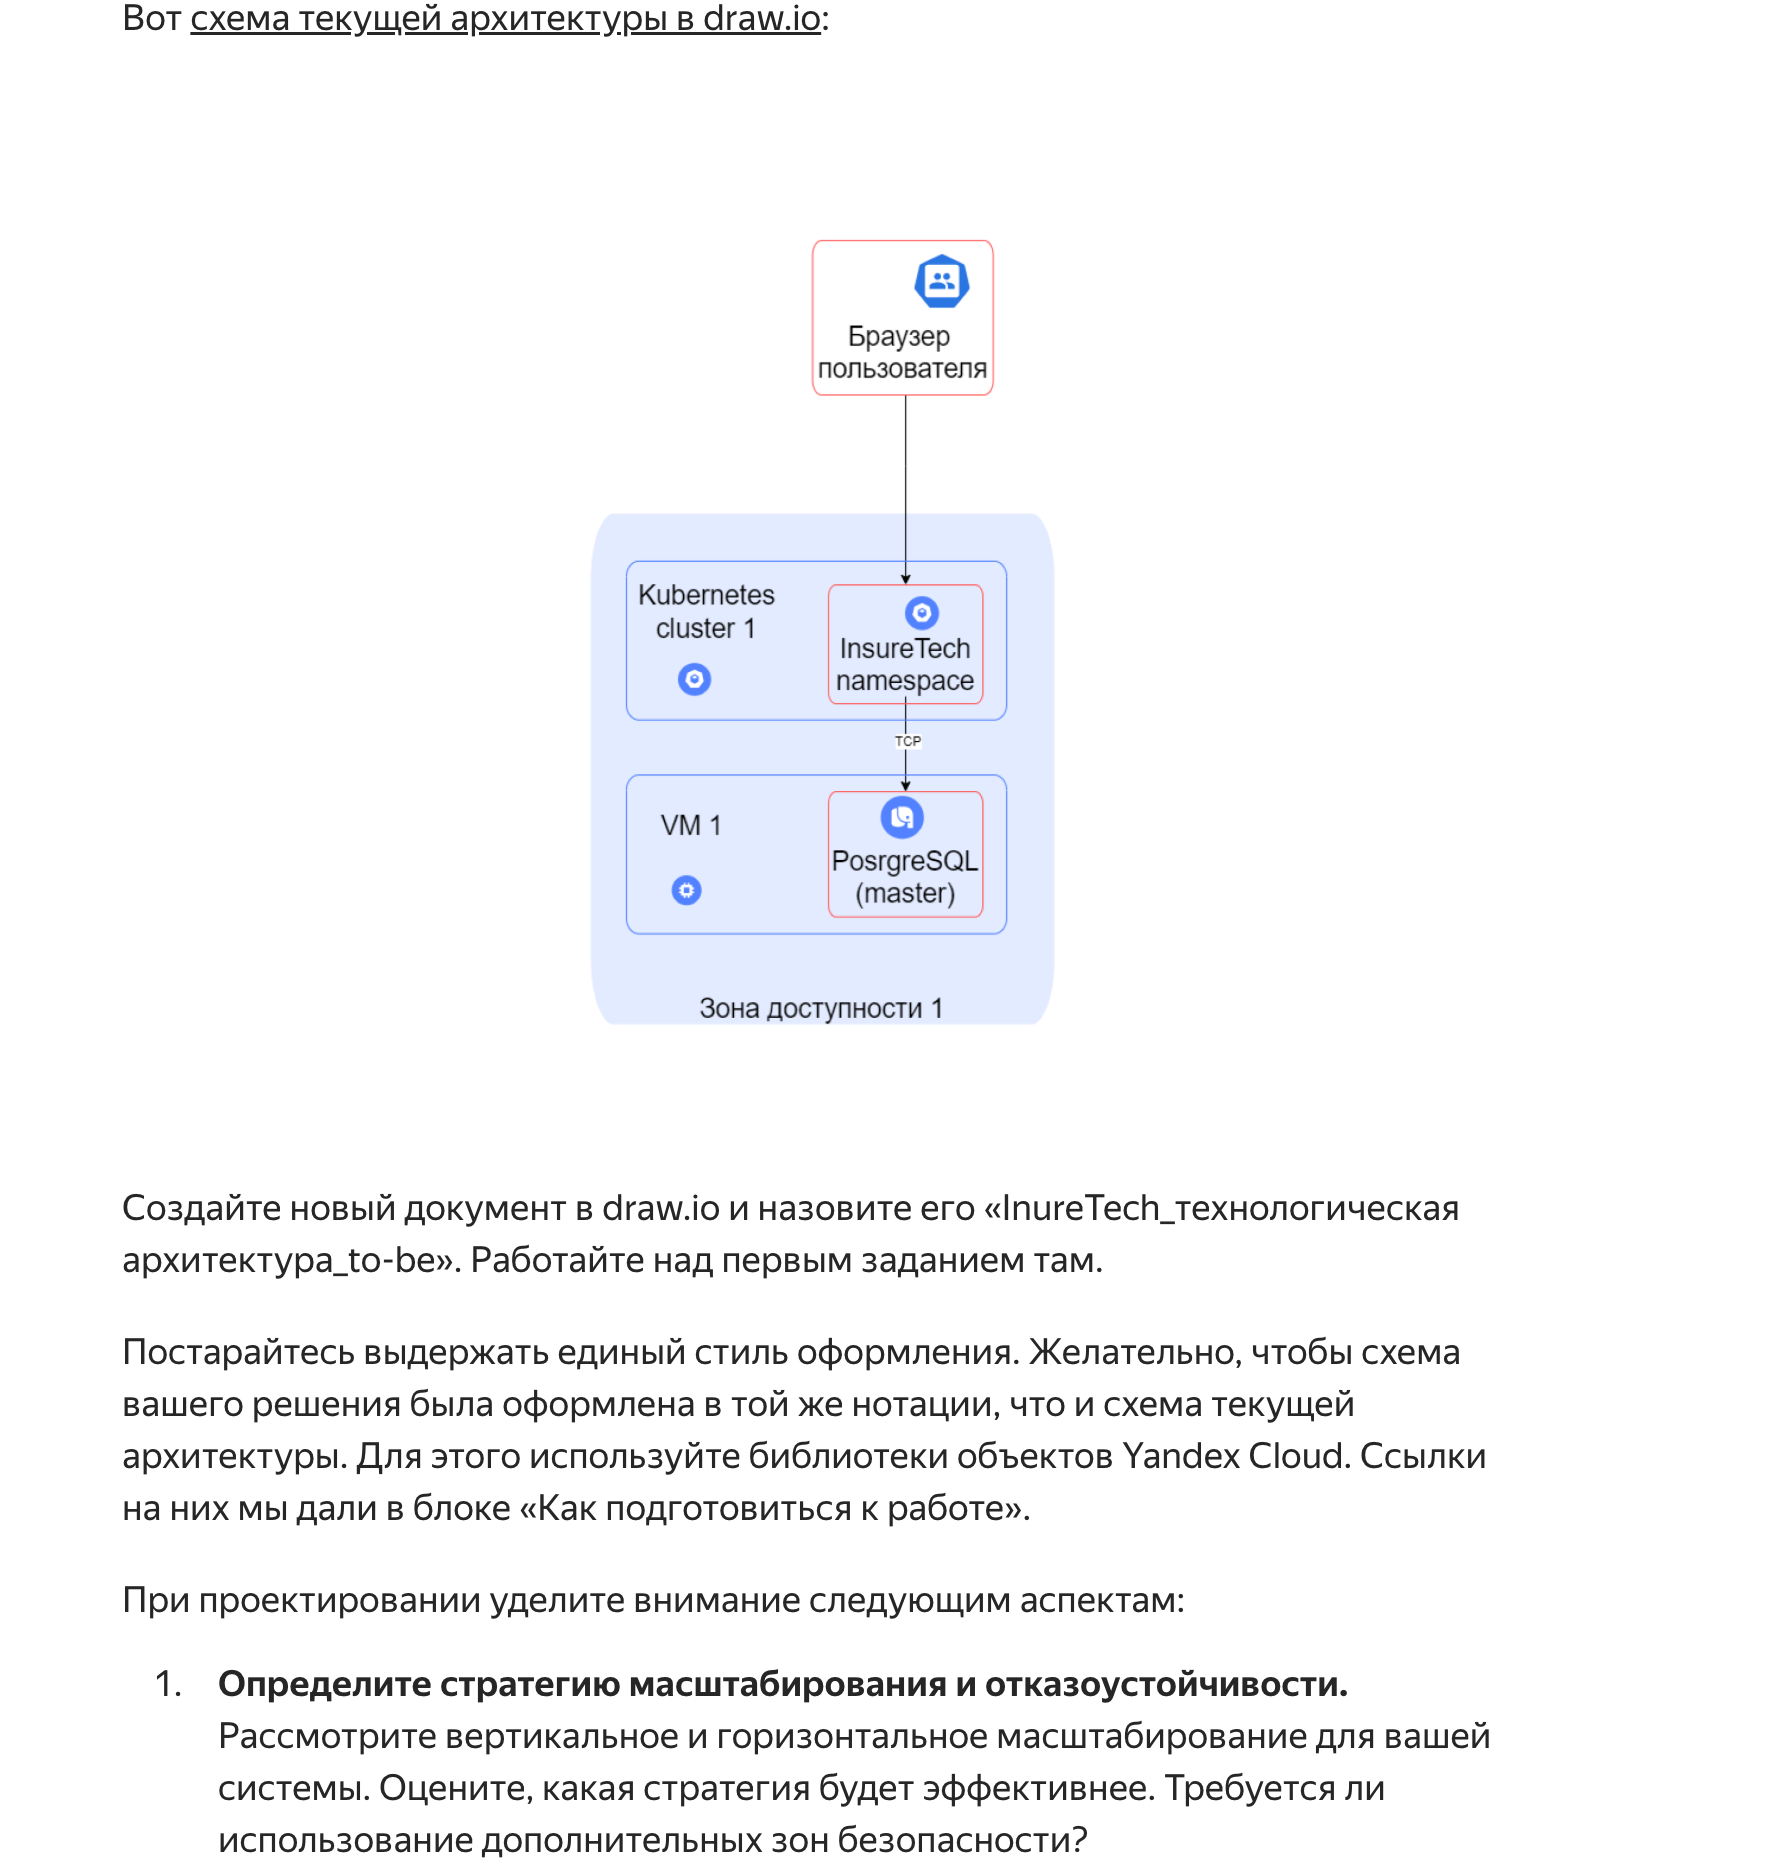 Вот схема текущей архитектуры в draw.io:
Браузер
пользователя
Kubernetes
cluster 1
InsureTech
namespace
TCP
VM 1
PosrgreSQL
(master)
Зона доступности 1
Создайте новый документ в draw.io и назовите его «InureTech_технологическая
архитектура_to-be». Работайте над первым заданием там.
Постарайтесь выдержать единый стиль оформления. Желательно, чтобы схема
вашего решения была оформлена в той же нотации, что и схема текущей
архитектуры. Для этого используйте библиотеки объектов Yandex Cloud. Ссылки
на них мы дали в блоке «Как подготовиться к работе».
При проектировании уделите внимание следующим аспектам:
1. Определите стратегию масштабирования и отказоустойчивости.
Рассмотрите вертикальное и горизонтальное масштабирование для вашей
системы. Оцените, какая стратегия будет эффективнее. Требуется ли
использование дополнительных зон безопасности?